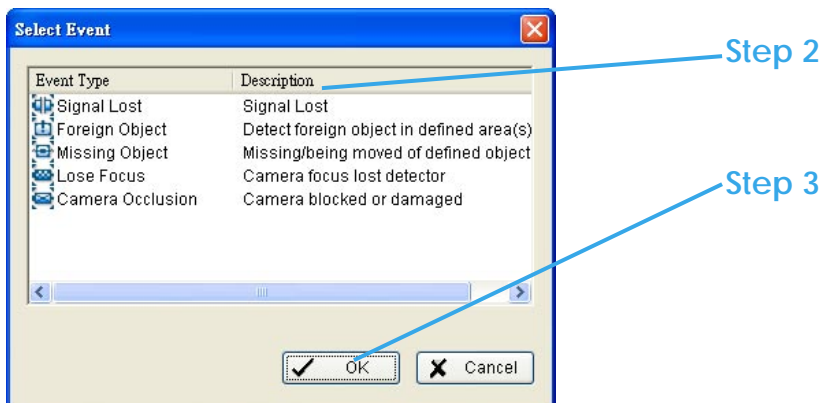 Select Event
Step 2
Event Type Description
Signal Lost Signal Lost
Foreign Object Detect foreign object in defined area(s)
Missing Object Missing/being moved of defined object
Lose Focus Camera focus lost detector
Camera Occlusion Camera blocked or damaged
Step 3
OK Cancel